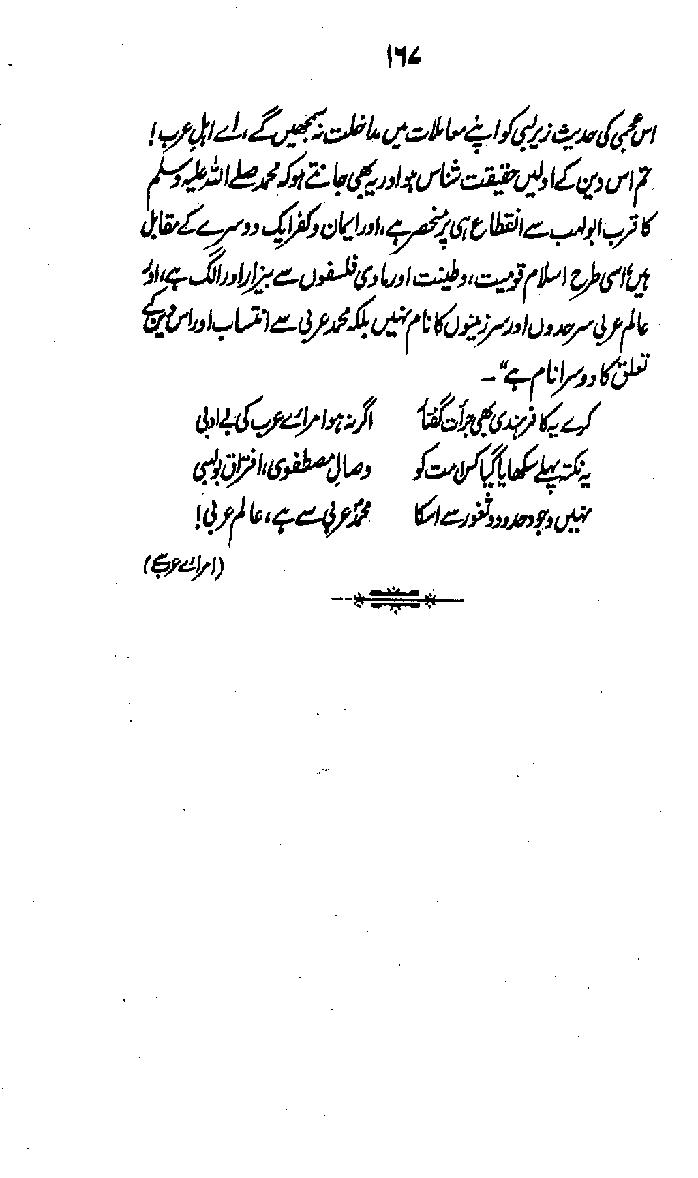 ۱۶۷
اس عجمی کی حدیث زیرلبی کو اپنے معاملات میں مداخلت نہ سمجھیں گے، اے اہلِ عرب!
تم اس دین کے اولیں حقیقت شناس ہو اور یہ بھی جانتے ہو کہ محمد صلے اللہ علیہ وسلم
کا قرب ابولہب سے انقطاع ہی پر منحصر ہے، اور ایمان و کفر ایک دوسرے کے مقابل
ہیں اسی طرح اسلام قومیت، وطینت اور مادی فلسفوں سے بیزار اور الگ ہے، اور
عالم عربی سرحدوں اور سرزمینوں کا نام نہیں بلکہ محمد عربی سے انتساب اور اس دین کے
تعلق کا دوسرا نام ہے" –
کرے یہ کافر ہندی بھی جرأت گفتار اگر نہ ہو امرائے عرب کی بے ادبی
یہ نکتہ پہلے سکھایا گیا کس امت کو وصالِ مصطفوی، افتراق بولہبی
نہیں وجود حدود و ثغور سے اسکا محمدؐ عربی سے ہے، عالم عربی!
(امرائے عرب)